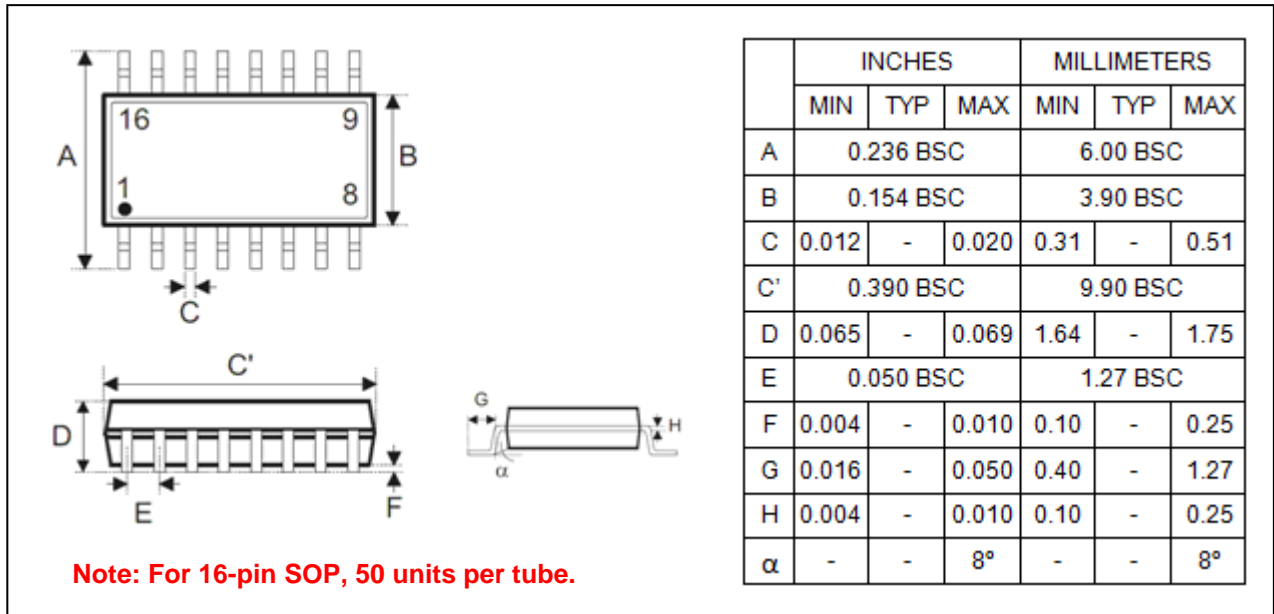 16 9
1 8
A
B
C
C'
D
E
F
G
H
α
Note: For 16-pin SOP, 50 units per tube.
INCHES MILLIMETERS
MIN TYP MAX MIN TYP MAX
A 0.236 BSC 6.00 BSC
B 0.154 BSC 3.90 BSC
C 0.012 - 0.020 0.31 - 0.51
C' 0.390 BSC 9.90 BSC
D 0.065 - 0.069 1.64 - 1.75
E 0.050 BSC 1.27 BSC
F 0.004 - 0.010 0.10 - 0.25
G 0.016 - 0.050 0.40 - 1.27
H 0.004 - 0.010 0.10 - 0.25
α - - 8° - - 8°